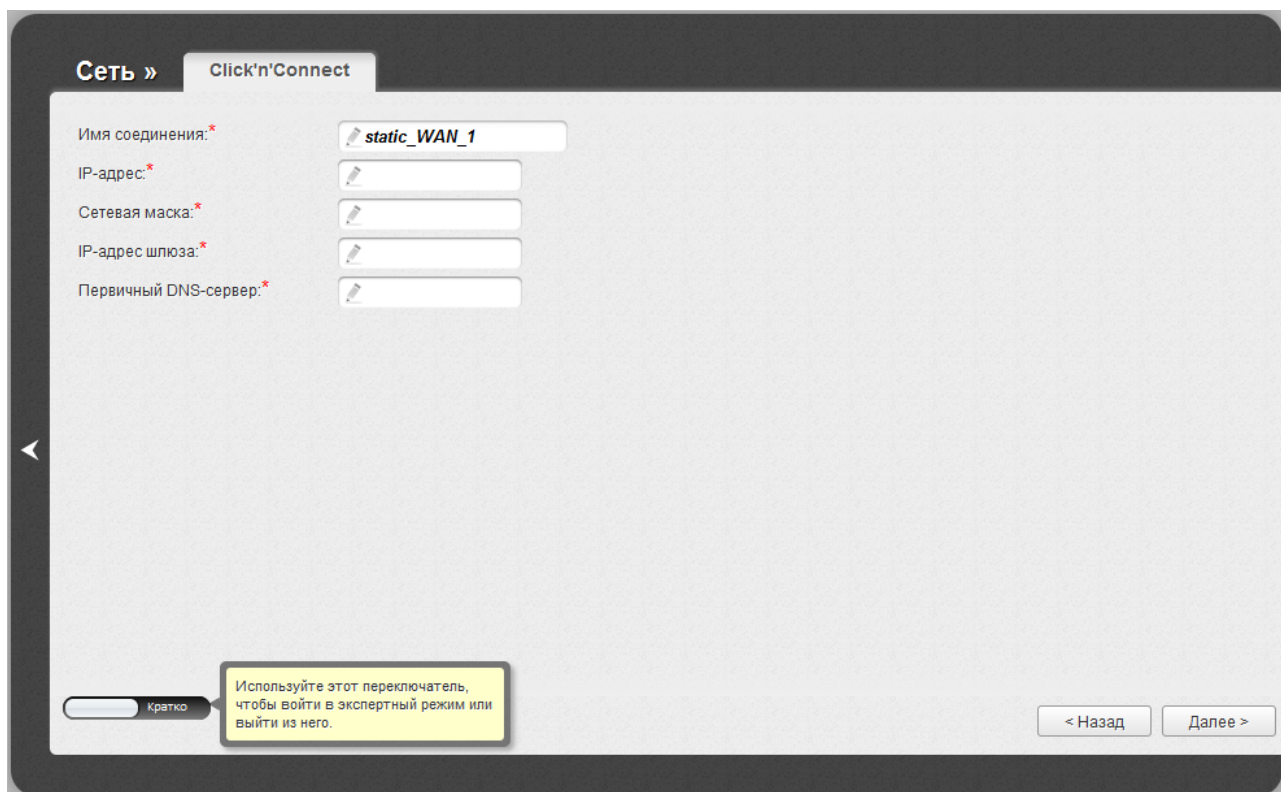 Сеть »
Click'n'Connect
Имя соединения:*
static_WAN_1
IP-адрес:*
Сетевая маска:*
IP-адрес шлюза:*
Первичный DNS-сервер:*
Кратко
Используйте этот переключатель,
чтобы войти в экспертный режим или
выйти из него.
< Назад
Далее >